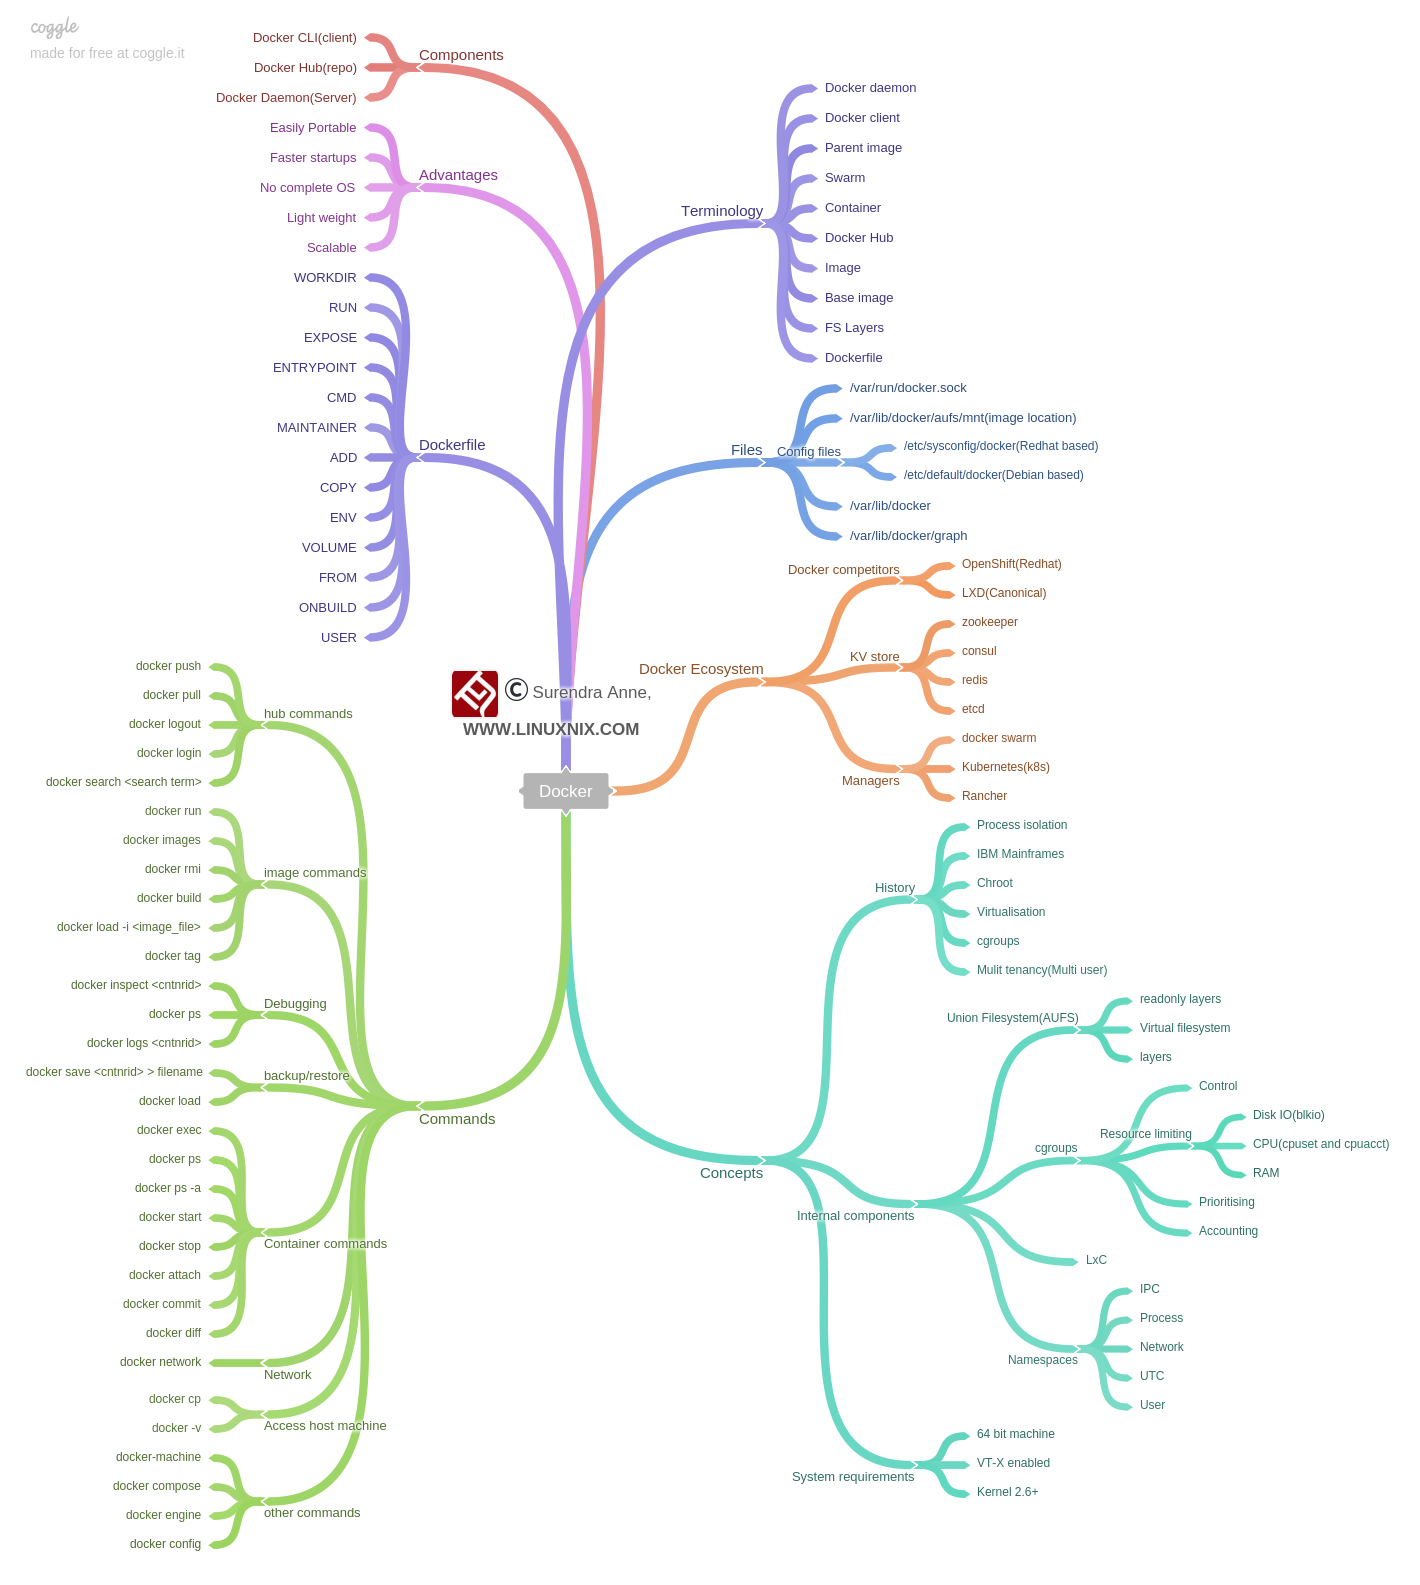 coggle
made for free at coggle.it
Components
Docker CLI(client)
Docker Hub(repo)
Docker Daemon(Server)
Advantages
Easily Portable
Faster startups
No complete OS
Light weight
Scalable
Dockerfile
WORKDIR
RUN
EXPOSE
ENTRYPOINT
CMD
MAINTAINER
ADD
COPY
ENV
VOLUME
FROM
ONBUILD
USER
Terminology
Docker daemon
Docker client
Parent image
Swarm
Container
Docker Hub
Image
Base image
FS Layers
Dockerfile
Files
/var/run/docker.sock
/var/lib/docker/aufs/mnt(image location)
Config files
/etc/sysconfig/docker(Redhat based)
/etc/default/docker(Debian based)
/var/lib/docker
/var/lib/docker/graph
Docker Ecosystem
Docker competitors
OpenShift(Redhat)
LXD(Canonical)
KV store
zookeeper
consul
redis
etcd
Managers
docker swarm
Kubernetes(k8s)
Rancher
© Surendra Anne,
WWW.LINUXNIX.COM
Docker
Commands
hub commands
docker push
docker pull
docker logout
docker login
docker search <search term>
image commands
docker run
docker images
docker rmi
docker build
docker load -i <image_file>
docker tag
Debugging
docker inspect <cntnrid>
docker ps
docker logs <cntnrid>
backup/restore
docker save <cntnrid> > filename
docker load
Container commands
docker exec
docker ps
docker ps -a
docker start
docker stop
docker attach
docker commit
docker diff
Network
docker network
Access host machine
docker cp
docker -v
other commands
docker-machine
docker compose
docker engine
docker config
Concepts
History
Process isolation
IBM Mainframes
Chroot
Virtualisation
cgroups
Mulit tenancy(Multi user)
Internal components
Union Filesystem(AUFS)
readonly layers
Virtual filesystem
layers
cgroups
Control
Resource limiting
Disk IO(blkio)
CPU(cpuset and cpuacct)
RAM
Prioritising
Accounting
LxC
Namespaces
IPC
Process
Network
UTC
User
System requirements
64 bit machine
VT-X enabled
Kernel 2.6+